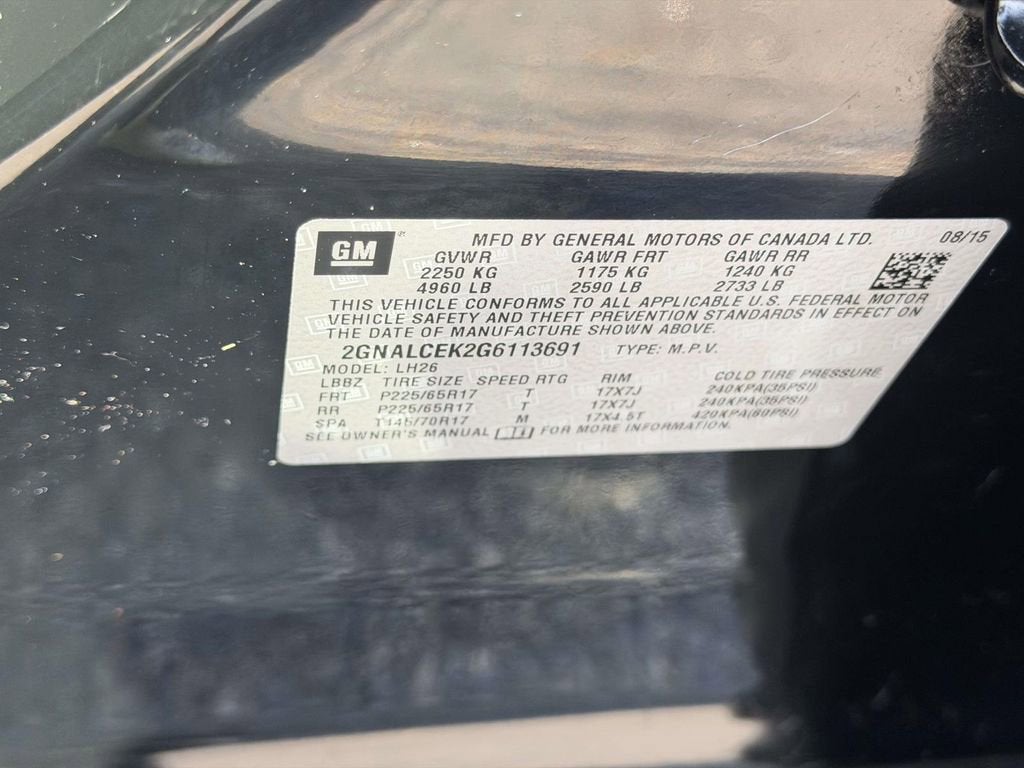 GM ®
MFD BY GENERAL MOTORS OF CANADA LTD. 08/15
GVWR GAWR FRT GAWR RR
2250 KG 1175 KG 1240 KG
4960 LB 2590 LB 2733 LB
THIS VEHICLE CONFORMS TO ALL APPLICABLE U.S. FEDERAL MOTOR
VEHICLE SAFETY AND THEFT PREVENTION STANDARDS IN EFFECT ON
THE DATE OF MANUFACTURE SHOWN ABOVE.
2GNALCEK2G6113691 TYPE: M.P.V.
MODEL: LH26
LBBZ TIRE SIZE SPEED RTG RIM COLD TIRE PRESSURE
FRT P225/65R17 T 17X7J 240KPA(35PSI)
RR P225/65R17 T 17X7J 240KPA(35PSI)
SPA T145/70R17 M 17X4.5T 420KPA(60PSI)
SEE OWNER'S MANUAL FOR MORE INFORMATION.